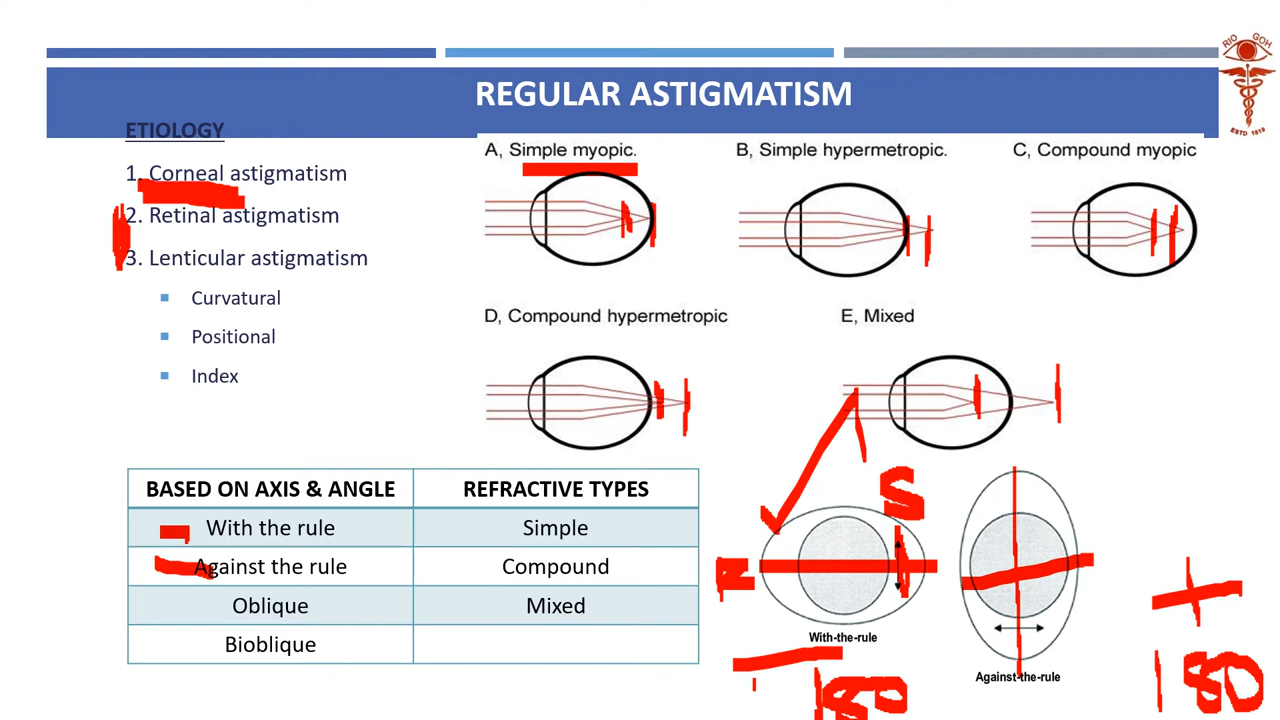 RIO GOH
ESTD 1819
REGULAR ASTIGMATISM
ETIOLOGY
1. Corneal astigmatism
2. Retinal astigmatism
3. Lenticular astigmatism
■ Curvatural
■ Positional
■ Index
A, Simple myopic.
B, Simple hypermetropic.
C, Compound myopic
D, Compound hypermetropic
E, Mixed
BASED ON AXIS & ANGLE REFRACTIVE TYPES
With the rule Simple
Against the rule Compound
Oblique Mixed
Bioblique
S
With-the-rule
Against-the-rule
180
180